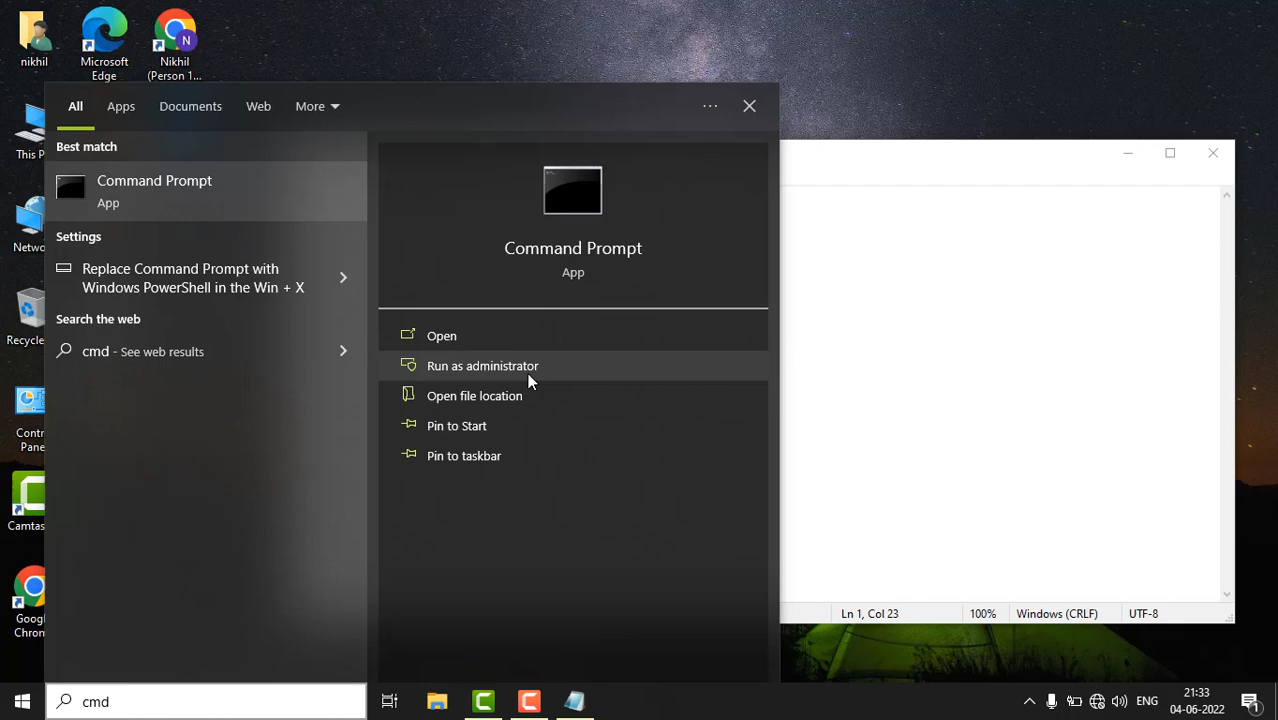 nikhil
Microsoft
Edge
N
Nikhil
(Person 1...
All
Apps
Documents
Web
More
Best match
Command Prompt
App
Settings
Replace Command Prompt with
Windows PowerShell in the Win + X
Search the web
cmd - See web results
Command Prompt
App
Open
Run as administrator
Open file location
Pin to Start
Pin to taskbar
This P
Netwo
Recycle
Contr
Pane
Camtas
Googl
Chrom
Ln 1, Col 23
100%
Windows (CRLF)
UTF-8
cmd
ENG
21:33
04-06-2022
1